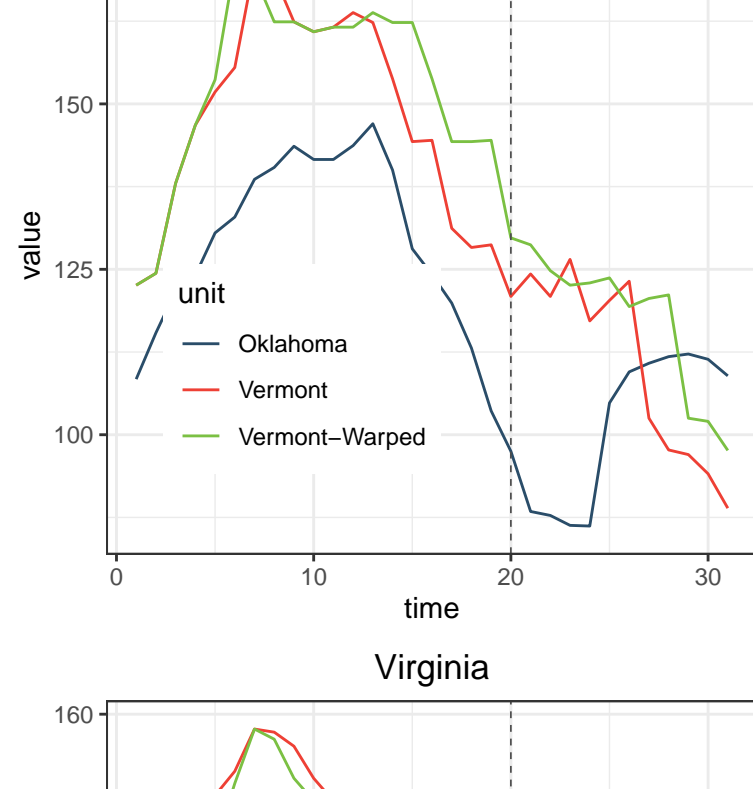 150
125
100
value
unit
Oklahoma
Vermont
Vermont−Warped
0 10 20 30
time
Virginia
160